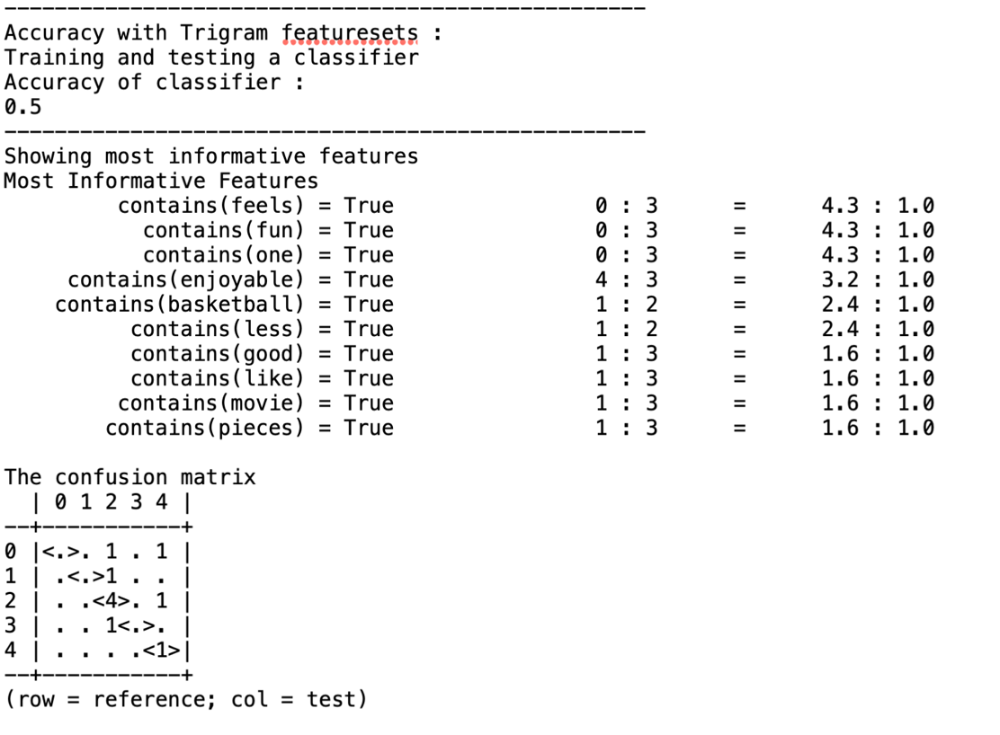 ---------------------------------------------------
Accuracy with Trigram featuresets :
Training and testing a classifier
Accuracy of classifier :
0.5
---------------------------------------------------
Showing most informative features
Most Informative Features
         contains(feels) = True                0 : 3      =      4.3 : 1.0
           contains(fun) = True                0 : 3      =      4.3 : 1.0
           contains(one) = True                0 : 3      =      4.3 : 1.0
     contains(enjoyable) = True                4 : 3      =      3.2 : 1.0
    contains(basketball) = True                1 : 2      =      2.4 : 1.0
          contains(less) = True                1 : 2      =      2.4 : 1.0
          contains(good) = True                1 : 3      =      1.6 : 1.0
          contains(like) = True                1 : 3      =      1.6 : 1.0
         contains(movie) = True                1 : 3      =      1.6 : 1.0
        contains(pieces) = True                1 : 3      =      1.6 : 1.0

The confusion matrix
  | 0 1 2 3 4 |
--+-----------+
0 |<.>. 1 . 1 |
1 | .<.>1 . . |
2 | . .<4>. 1 |
3 | . . 1<.>. |
4 | . . . .<1>|
--+-----------+
(row = reference; col = test)